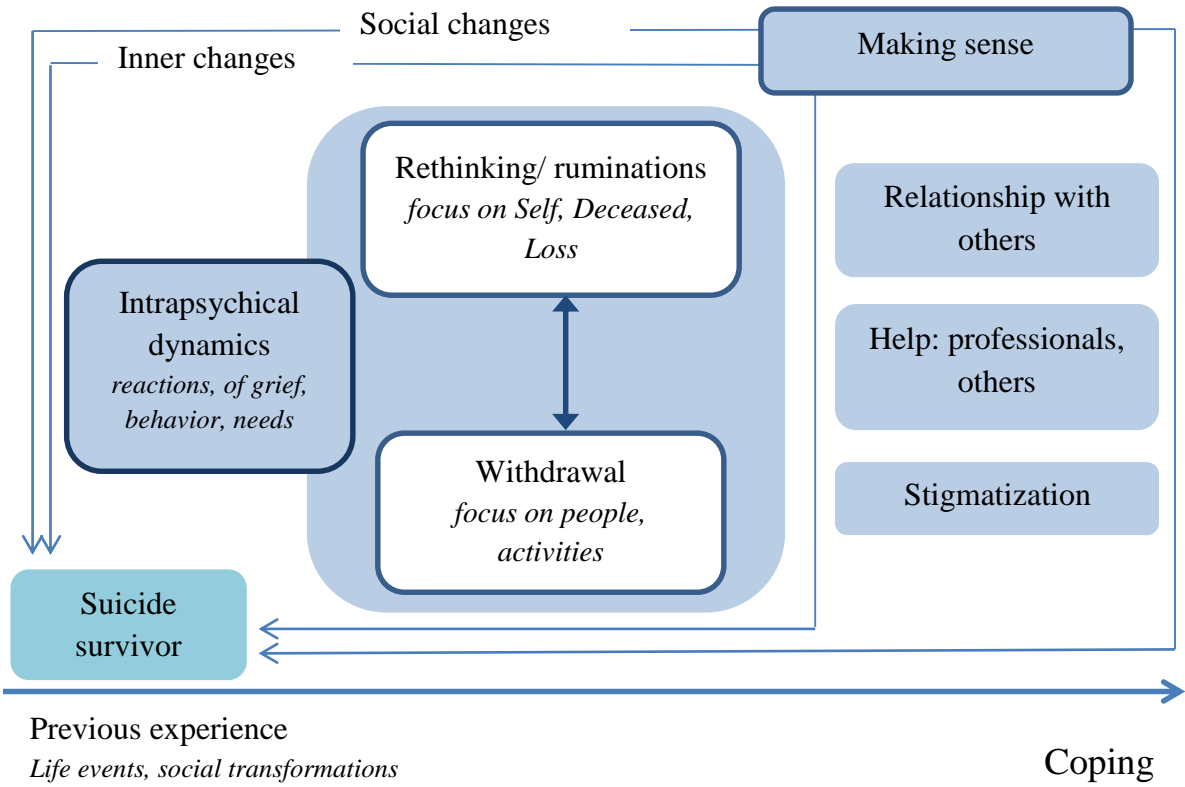 Social changes
Making sense
Inner changes
Rethinking/ ruminations
focus on Self, Deceased,
Loss
Relationship with
others
Intrapsychical
dynamics
reactions, of grief,
behavior, needs
Help: professionals,
others
Withdrawal
focus on people,
activities
Stigmatization
Suicide
survivor
Previous experience
Life events, social transformations
Coping